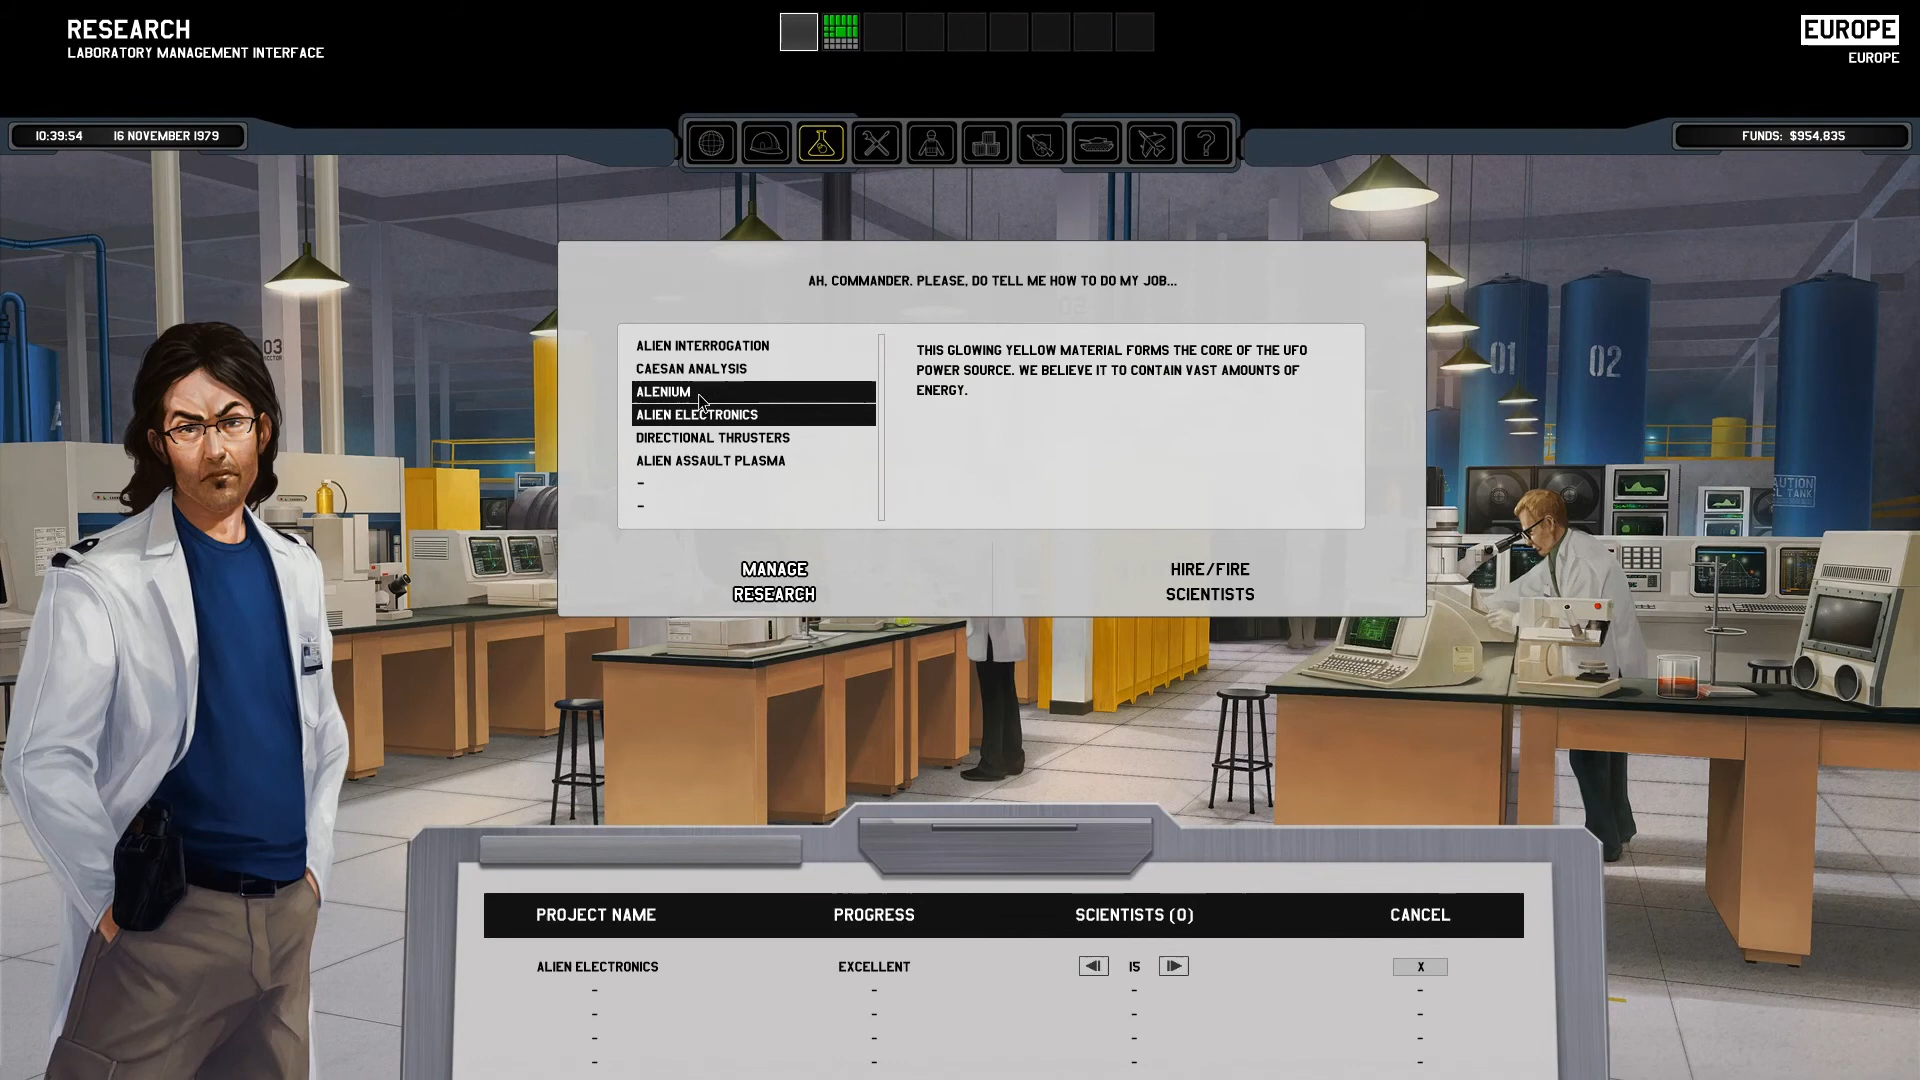 RESEARCH
LABORATORY MANAGEMENT INTERFACE
EUROPE
EUROPE
10:39:54 16 NOVEMBER 1979
FUNDS: $954,835
AH, COMMANDER. PLEASE, DO TELL ME HOW TO DO MY JOB...
ALIEN INTERROGATION
CAESAN ANALYSIS
ALENIUM
ALIEN ELECTRONICS
DIRECTIONAL THRUSTERS
ALIEN ASSAULT PLASMA
-
-
THIS GLOWING YELLOW MATERIAL FORMS THE CORE OF THE UFO
POWER SOURCE. WE BELIEVE IT TO CONTAIN VAST AMOUNTS OF
ENERGY.
MANAGE
RESEARCH
HIRE/FIRE
SCIENTISTS
03
01
02
PROJECT NAME PROGRESS SCIENTISTS (0) CANCEL
ALIEN ELECTRONICS EXCELLENT 15 X
- - - -
- - - -
- - - -
- - - -